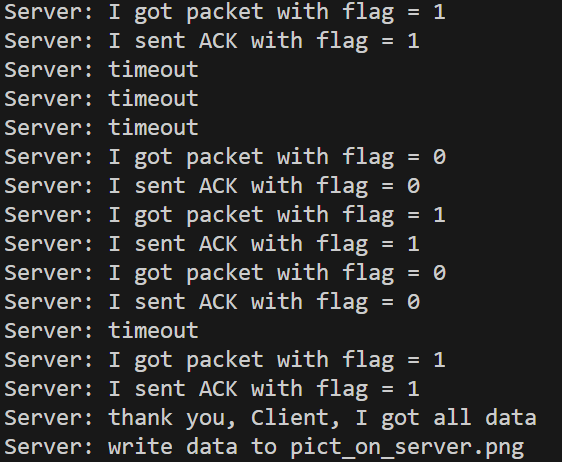 Server: I got packet with flag = 1
Server: I sent ACK with flag = 1
Server: timeout
Server: timeout
Server: timeout
Server: I got packet with flag = 0
Server: I sent ACK with flag = 0
Server: I got packet with flag = 1
Server: I sent ACK with flag = 1
Server: I got packet with flag = 0
Server: I sent ACK with flag = 0
Server: timeout
Server: I got packet with flag = 1
Server: I sent ACK with flag = 1
Server: thank you, Client, I got all data
Server: write data to pict_on_server.png